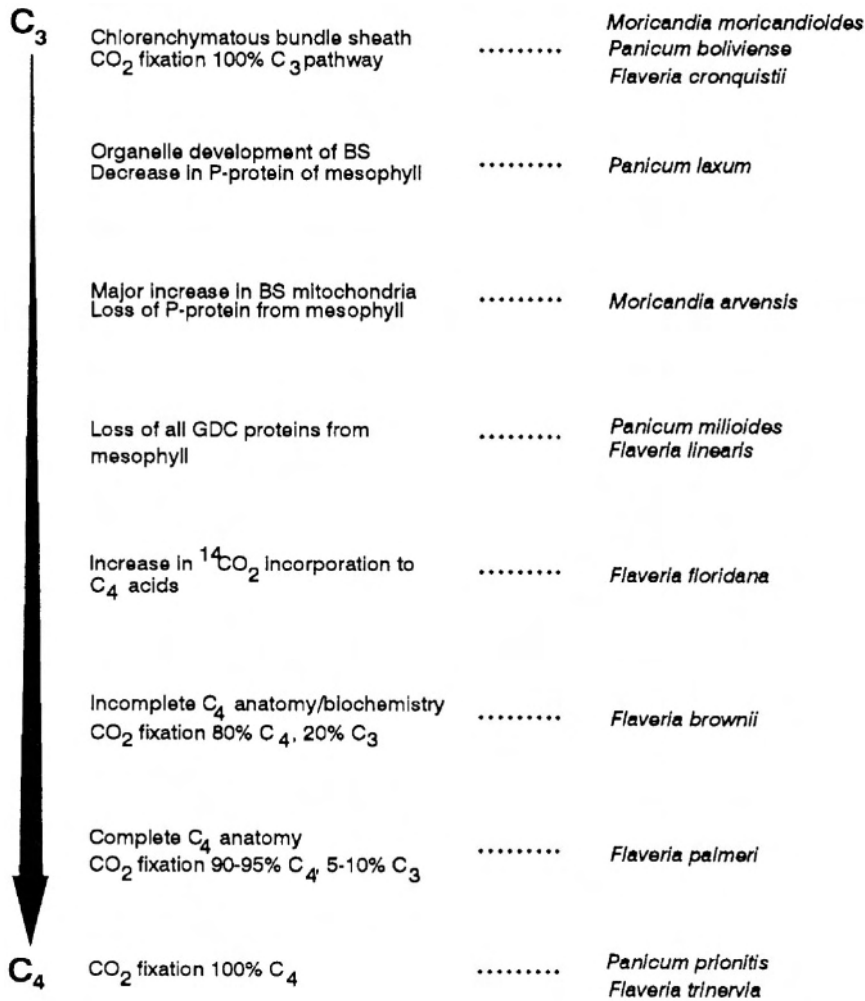 C3
Chlorenchymatous bundle sheath ········· Moricandia moricandioides
CO2 fixation 100% C3 pathway Panicum boliviense
Flaveria cronquistii
Organelle development of BS ········· Panicum laxum
Decrease in P-protein of mesophyll
Major increase in BS mitochondria ········· Moricandia arvensis
Loss of P-protein from mesophyll
Loss of all GDC proteins from ········· Panicum milioides
mesophyll Flaveria linearis
Increase in 14CO2 incorporation to ········· Flaveria floridana
C4 acids
Incomplete C4 anatomy/biochemistry ········· Flaveria brownii
CO2 fixation 80% C4, 20% C3
Complete C4 anatomy ········· Flaveria palmeri
CO2 fixation 90-95% C4, 5-10% C3
C4 CO2 fixation 100% C4 ········· Panicum prionitis
Flaveria trinervia